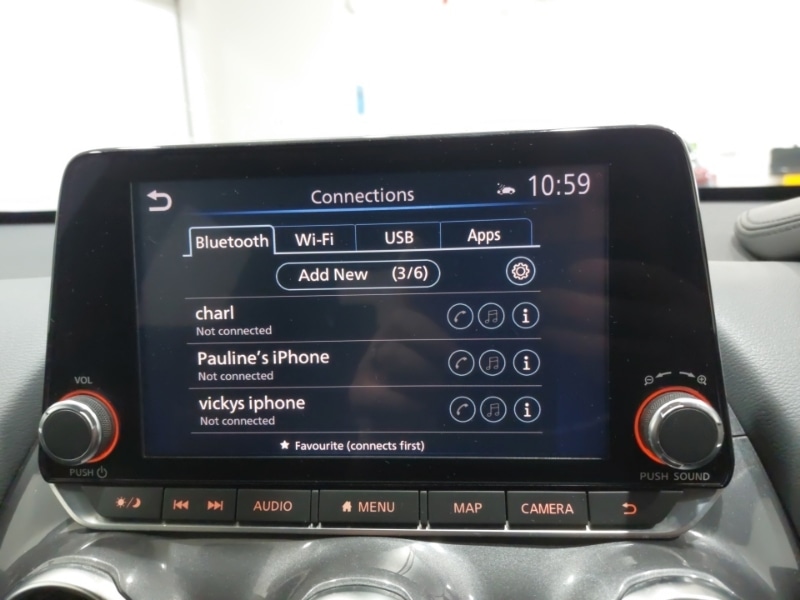 Connections 10:59
Bluetooth Wi-Fi USB Apps
Add New (3/6)
charl
Not connected
Pauline's iPhone
Not connected
vickys iphone
Not connected
Favourite (connects first)
VOL
PUSH
PUSH SOUND
AUDIO MENU MAP CAMERA